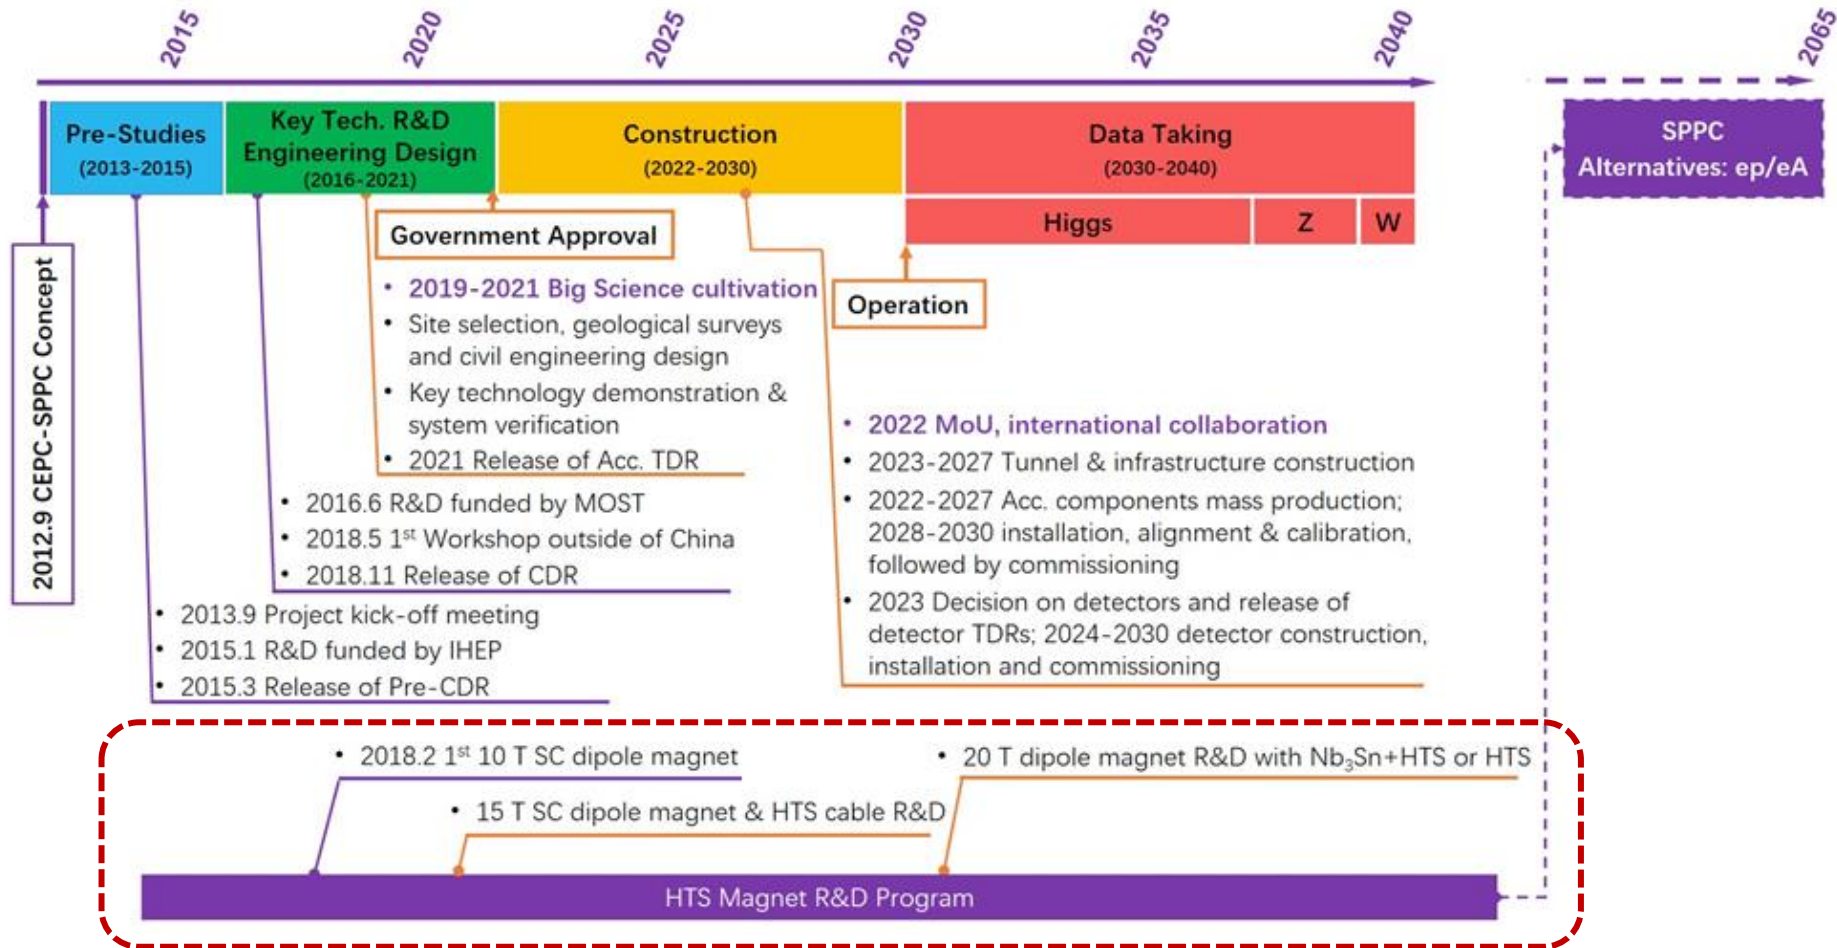 2015
2020
2025
2030
2035
2040
2065
Pre-Studies
(2013-2015)
Key Tech. R&D
Engineering Design
(2016-2021)
Construction
(2022-2030)
Data Taking
(2030-2040)
SPPC
Alternatives: ep/eA
Higgs
Z
W
Government Approval
Operation
2012.9 CEPC-SPPC Concept
• 2019-2021 Big Science cultivation
• Site selection, geological surveys
and civil engineering design
• Key technology demonstration &
system verification
• 2021 Release of Acc. TDR
• 2016.6 R&D funded by MOST
• 2018.5 1st Workshop outside of China
• 2018.11 Release of CDR
• 2013.9 Project kick-off meeting
• 2015.1 R&D funded by IHEP
• 2015.3 Release of Pre-CDR
• 2022 MoU, international collaboration
• 2023-2027 Tunnel & infrastructure construction
• 2022-2027 Acc. components mass production;
2028-2030 installation, alignment & calibration,
followed by commissioning
• 2023 Decision on detectors and release of
detector TDRs; 2024-2030 detector construction,
installation and commissioning
• 2018.2 1st 10 T SC dipole magnet
• 15 T SC dipole magnet & HTS cable R&D
• 20 T dipole magnet R&D with Nb₃Sn+HTS or HTS
HTS Magnet R&D Program